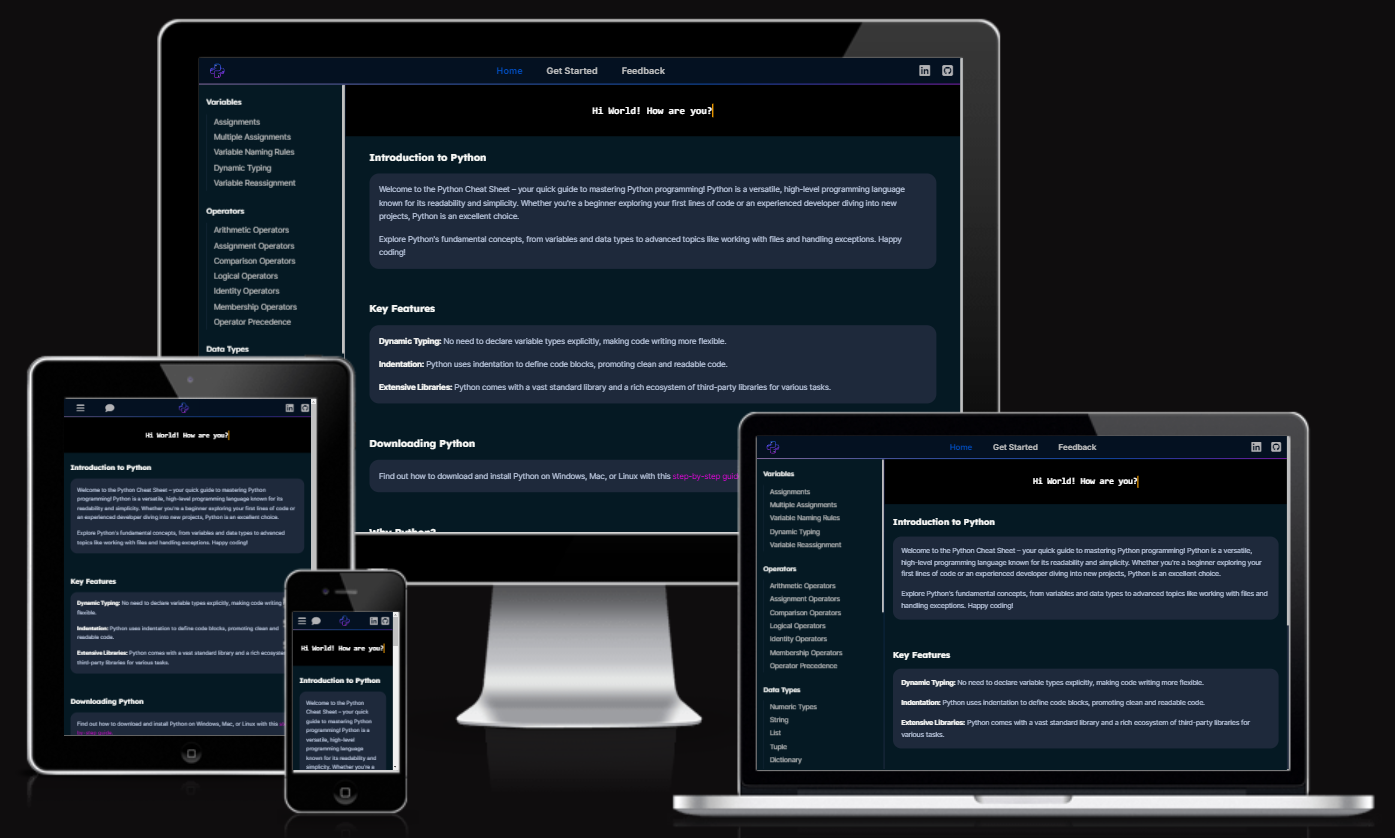 Home Get Started Feedback
Hi World! How are you?
Variables
Assignments
Multiple Assignments
Variable Naming Rules
Dynamic Typing
Variable Reassignment
Operators
Arithmetic Operators
Assignment Operators
Comparison Operators
Logical Operators
Identity Operators
Membership Operators
Operator Precedence
Data Types
Introduction to Python
Welcome to the Python Cheat Sheet – your quick guide to mastering Python programming! Python is a versatile, high-level programming language
known for its readability and simplicity. Whether you're a beginner exploring your first lines of code or an experienced developer diving into new
projects, Python is an excellent choice.
Explore Python's fundamental concepts, from variables and data types to advanced topics like working with files and handling exceptions. Happy
coding!
Key Features
Dynamic Typing: No need to declare variable types explicitly, making code writing more flexible.
Indentation: Python uses indentation to define code blocks, promoting clean and readable code.
Extensive Libraries: Python comes with a vast standard library and a rich ecosystem of third-party libraries for various tasks.
Downloading Python
Find out how to download and install Python on Windows, Mac, or Linux with this step-by-step guid
Why Python?
Hi World! How are you?
Introduction to Python
Welcome to the Python Cheat Sheet – your quick guide to mastering Python
programming! Python is a versatile, high-level programming language known for its
readability and simplicity. Whether you're a beginner exploring your first lines of code or
an experienced developer diving into new projects, Python is an excellent choice.
Explore Python's fundamental concepts, from variables and data types to advanced
topics like working with files and handling exceptions. Happy coding!
Key Features
Dynamic Typing: No need to declare variable types explicitly, making code writing
flexible.
Indentation: Python uses indentation to define code blocks, promoting clean and
readable code.
Extensive Libraries: Python comes with a vast standard library and a rich ecosystem
third-party libraries for various tasks.
Downloading Python
Find out how to download and install Python on Windows, Mac, or Linux with this
by-step guide
Hi World! How are you?
Introduction to Python
Welcome to the Python
Cheat Sheet – your quick
guide to mastering Python
programming! Python is a
versatile, high-level
programming language
known for its readability and
simplicity. Whether you're a
Home Get Started Feedback
Hi World! How are you?
Variables
Assignments
Multiple Assignments
Variable Naming Rules
Dynamic Typing
Variable Reassignment
Operators
Arithmetic Operators
Assignment Operators
Comparison Operators
Logical Operators
Identity Operators
Membership Operators
Operator Precedence
Data Types
Numeric Types
String
List
Tuple
Dictionary
Introduction to Python
Welcome to the Python Cheat Sheet – your quick guide to mastering Python programming! Python is a versatile,
high-level programming language known for its readability and simplicity. Whether you're a beginner exploring your
first lines of code or an experienced developer diving into new projects, Python is an excellent choice.
Explore Python's fundamental concepts, from variables and data types to advanced topics like working with files and
handling exceptions. Happy coding!
Key Features
Dynamic Typing: No need to declare variable types explicitly, making code writing more flexible.
Indentation: Python uses indentation to define code blocks, promoting clean and readable code.
Extensive Libraries: Python comes with a vast standard library and a rich ecosystem of third-party libraries for
various tasks.